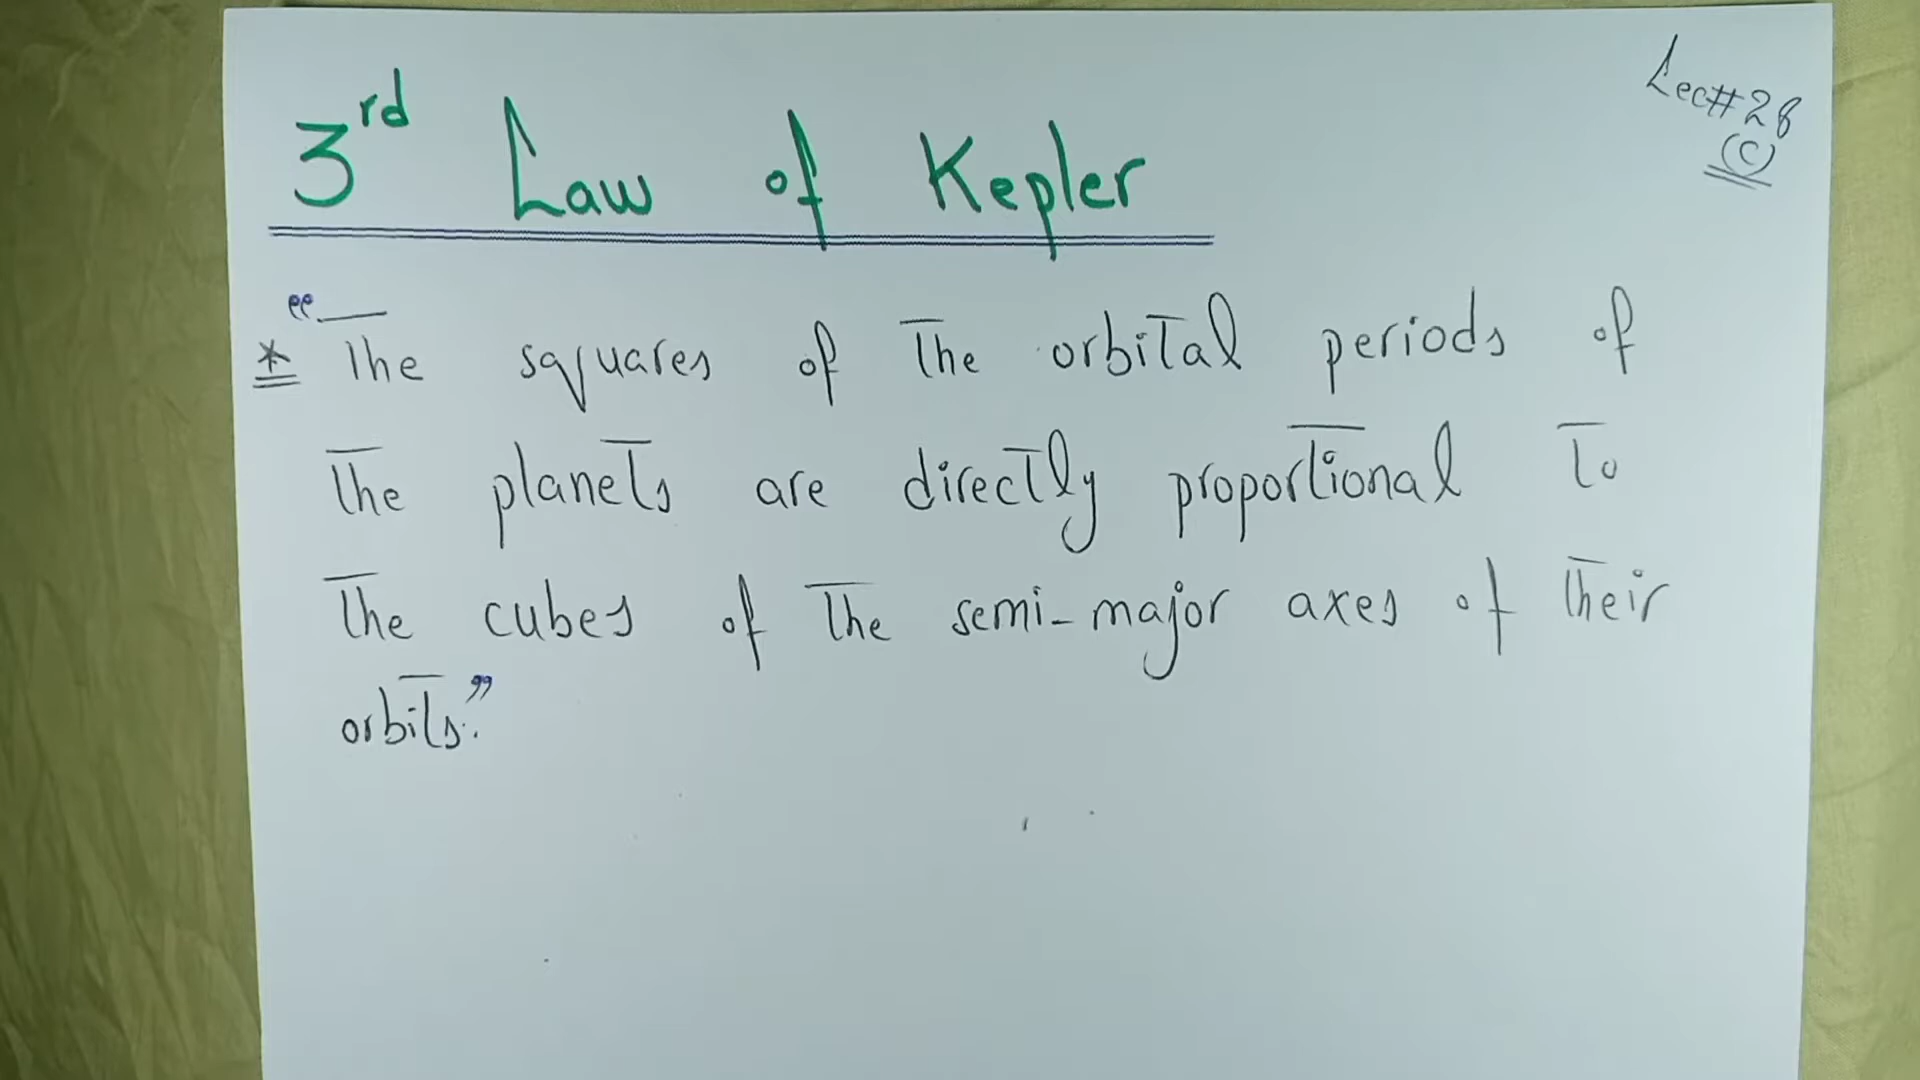 Lec#28
(C)
3rd Law of Kepler
* “The squares of the orbital periods of
the planets are directly proportional to
the cubes of the semi-major axes of their
orbits.”